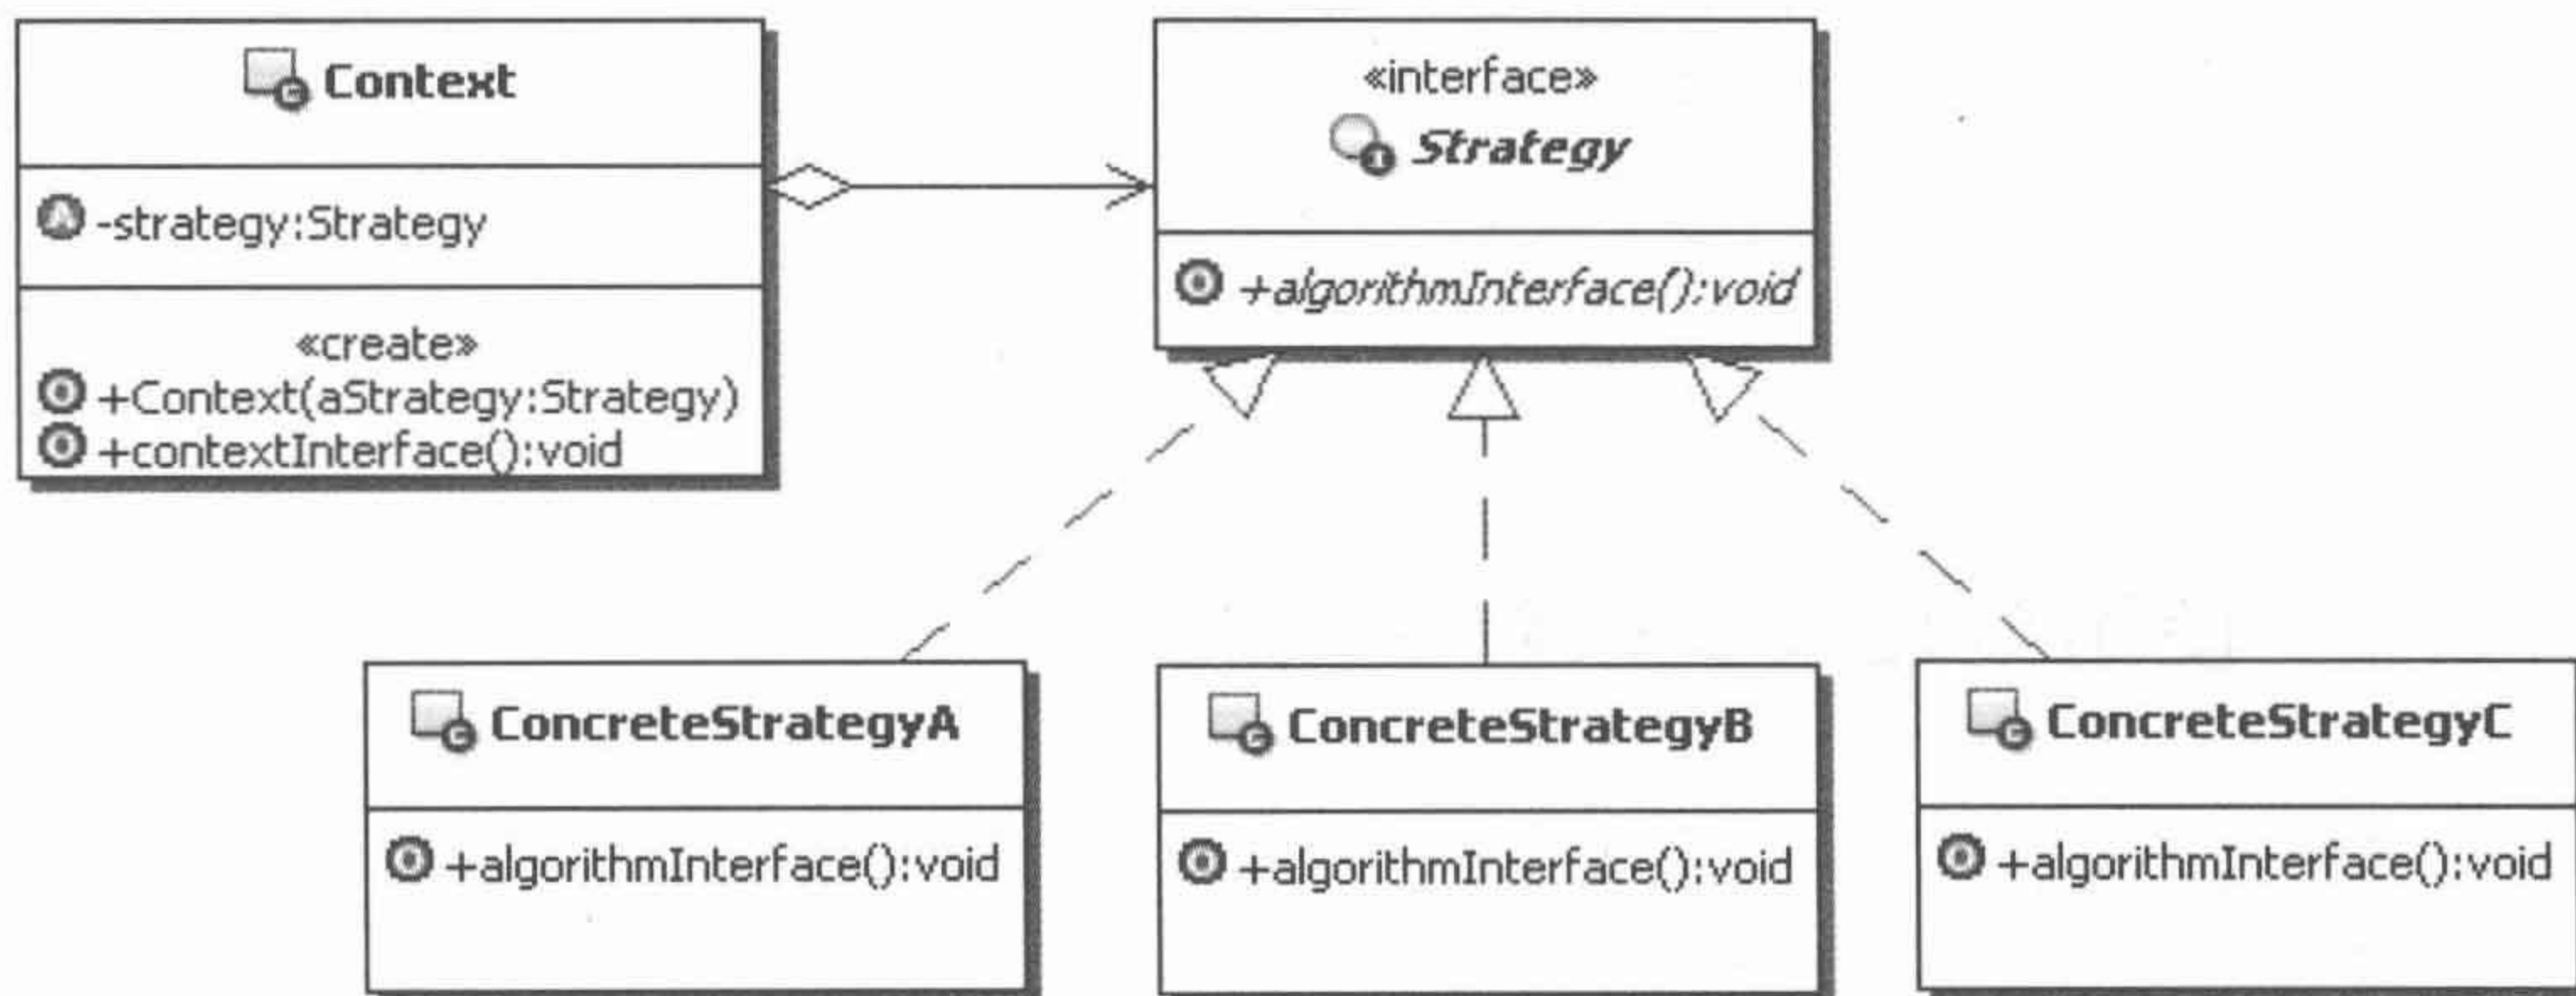 Context
-strategy:Strategy
«create»
+Context(aStrategy:Strategy)
+contextInterface():void
«interface»
Strategy
+algorithmInterface():void
ConcreteStrategyA
+algorithmInterface():void
ConcreteStrategyB
+algorithmInterface():void
ConcreteStrategyC
+algorithmInterface():void